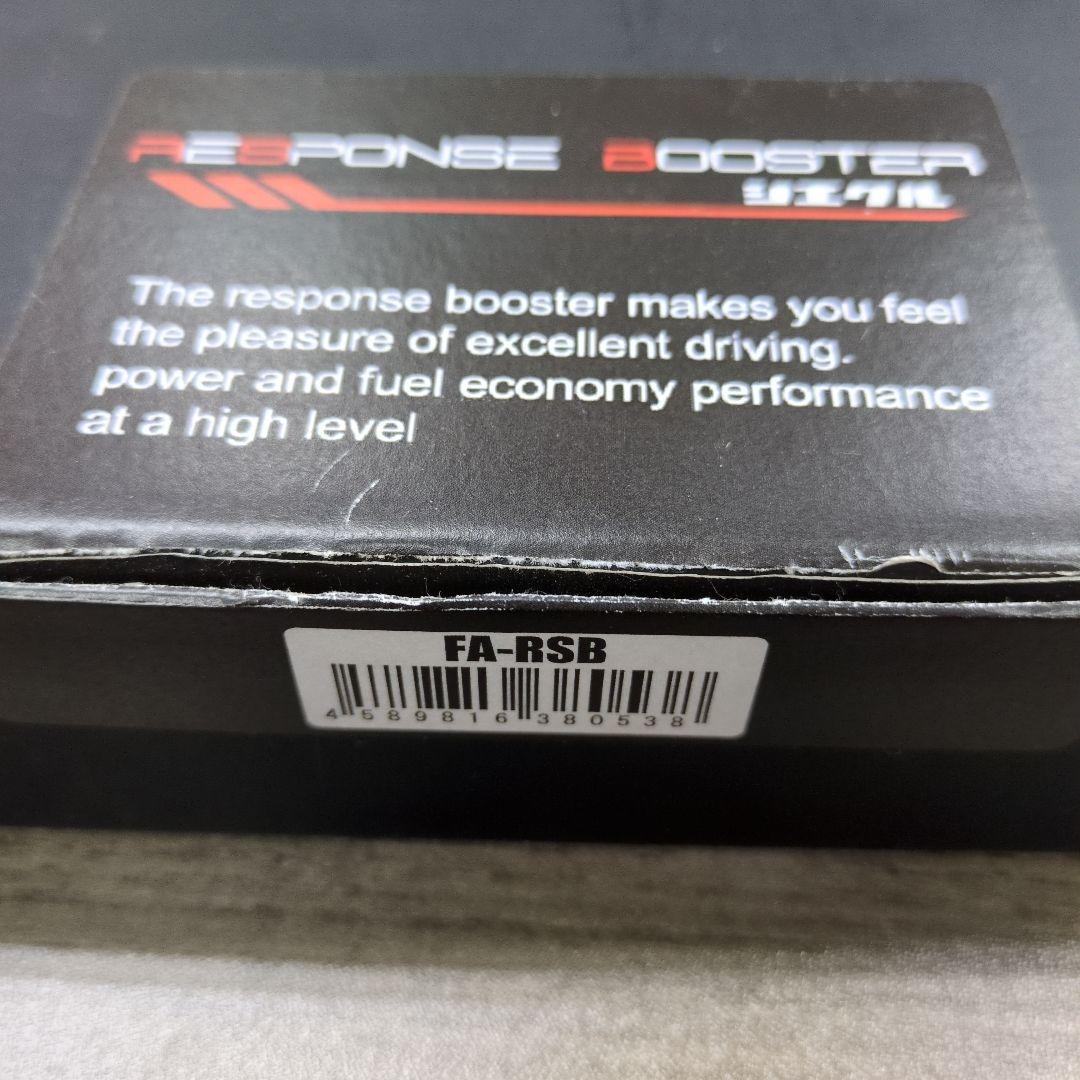 RESPONSE BOOSTER
シエクル
The response booster makes you feel
the pleasure of excellent driving.
power and fuel economy performance
at a high level
FA-RSB
4589816380538